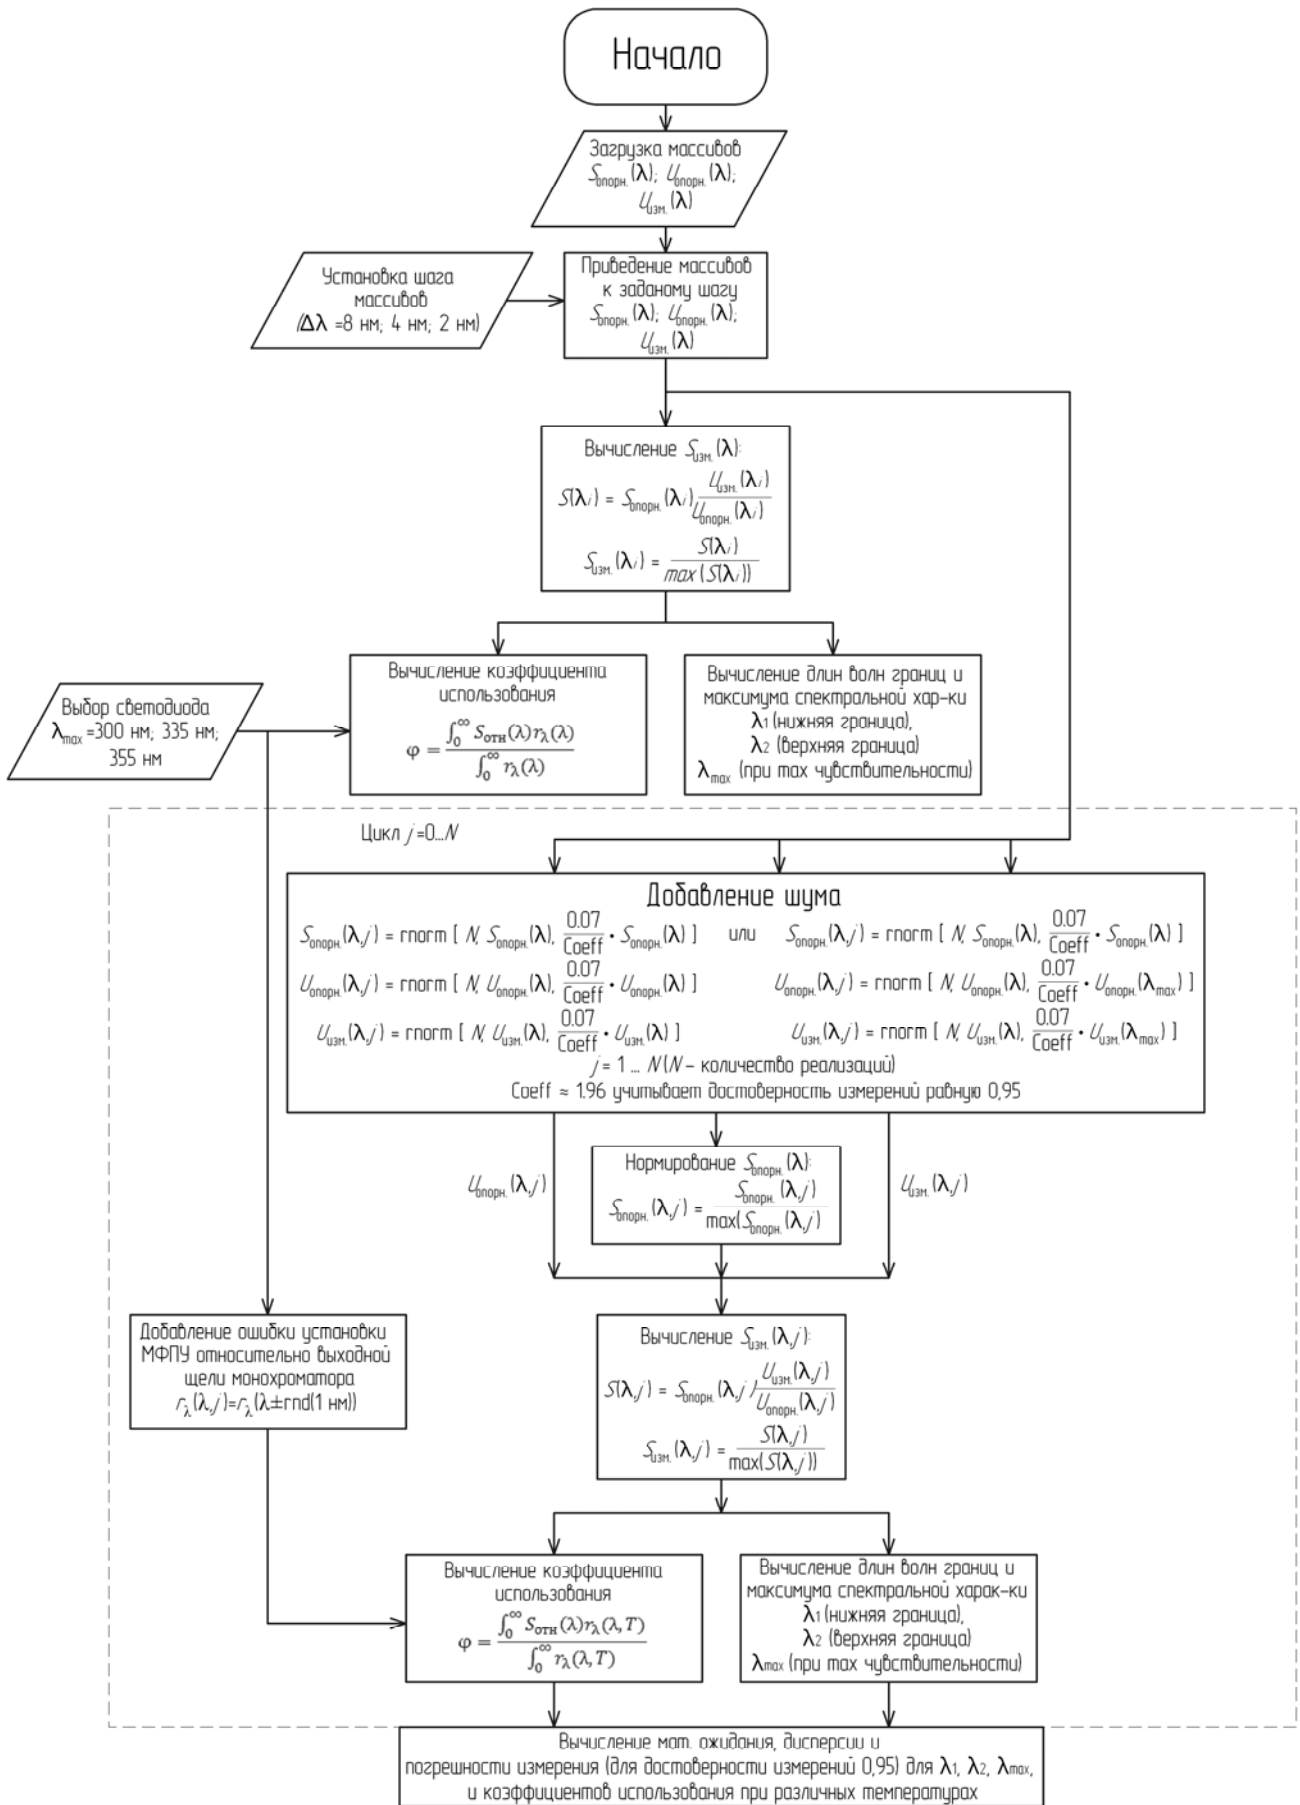 Начало
Загрузка массивов
Sопорн.(λ); Uопорн.(λ);
Uизм.(λ)
Установка шага
массивов
(Δλ =8 нм; 4 нм; 2 нм)
Приведение массивов
к заданому шагу
Sопорн.(λ); Uопорн.(λ);
Uизм.(λ)
Вычисление Sизм.(λ):
S(λi) = Sопорн.(λi) Uизм.(λi) / Uопорн.(λi)
Sизм.(λi) = S(λi) / max(S(λi))
Выбор светодиода
λmax =300 нм; 335 нм;
355 нм
Вычисление коэффициента
использования
φ = ∫₀^∞ Sотн(λ)rλ(λ) / ∫₀^∞ rλ(λ)
Вычисление длин волн границ и
максимума спектральной хар-ки
λ1 (нижняя граница),
λ2 (верхняя граница)
λmax (при max чувствительности)
Цикл j=0...N
Добавление шума
Sопорн.(λ,j) = rnorm [ N, Sопорн.(λ), 0.07/Coeff • Sопорн.(λ) ] или Sопорн.(λ,j) = rnorm [ N, Sопорн.(λ), 0.07/Coeff • Sопорн.(λ) ]
Uопорн.(λ,j) = rnorm [ N, Uопорн.(λ), 0.07/Coeff • Uопорн.(λ) ] Uопорн.(λ,j) = rnorm [ N, Uопорн.(λ), 0.07/Coeff • Uопорн.(λmax) ]
Uизм.(λ,j) = rnorm [ N, Uизм.(λ), 0.07/Coeff • Uизм.(λ) ] Uизм.(λ,j) = rnorm [ N, Uизм.(λ), 0.07/Coeff • Uизм.(λmax) ]
j = 1 ... N (N – количество реализаций)
Coeff ≈ 1.96 учитывает достоверность измерений равную 0,95
Uопорн.(λ,j)
Нормирование Sопорн.(λ):
Sопорн.(λ,j) = Sопорн.(λ,j) / max(Sопорн.(λ,j)
Uизм.(λ,j)
Добавление ошибки установки
МФПУ относительно выходной
щели монохроматора
rλ(λ,j)=rλ(λ±rnd(1 нм))
Вычисление Sизм.(λ,j):
S(λ,j) = Sопорн.(λ,j) Uизм.(λ,j) / Uопорн.(λ,j)
Sизм.(λ,j) = S(λ,j) / max(S(λ,j))
Вычисление коэффициента
использования
φ = ∫₀^∞ Sотн(λ)rλ(λ, T) / ∫₀^∞ rλ(λ, T)
Вычисление длин волн границ и
максимума спектральной харак-ки
λ1 (нижняя граница),
λ2 (верхняя граница)
λmax (при max чувствительности)
Вычисление мат. ожидания, дисперсии и
погрешности измерения (для достоверности измерений 0,95) для λ1, λ2, λmax,
и коэффициентов использования при различных температурах